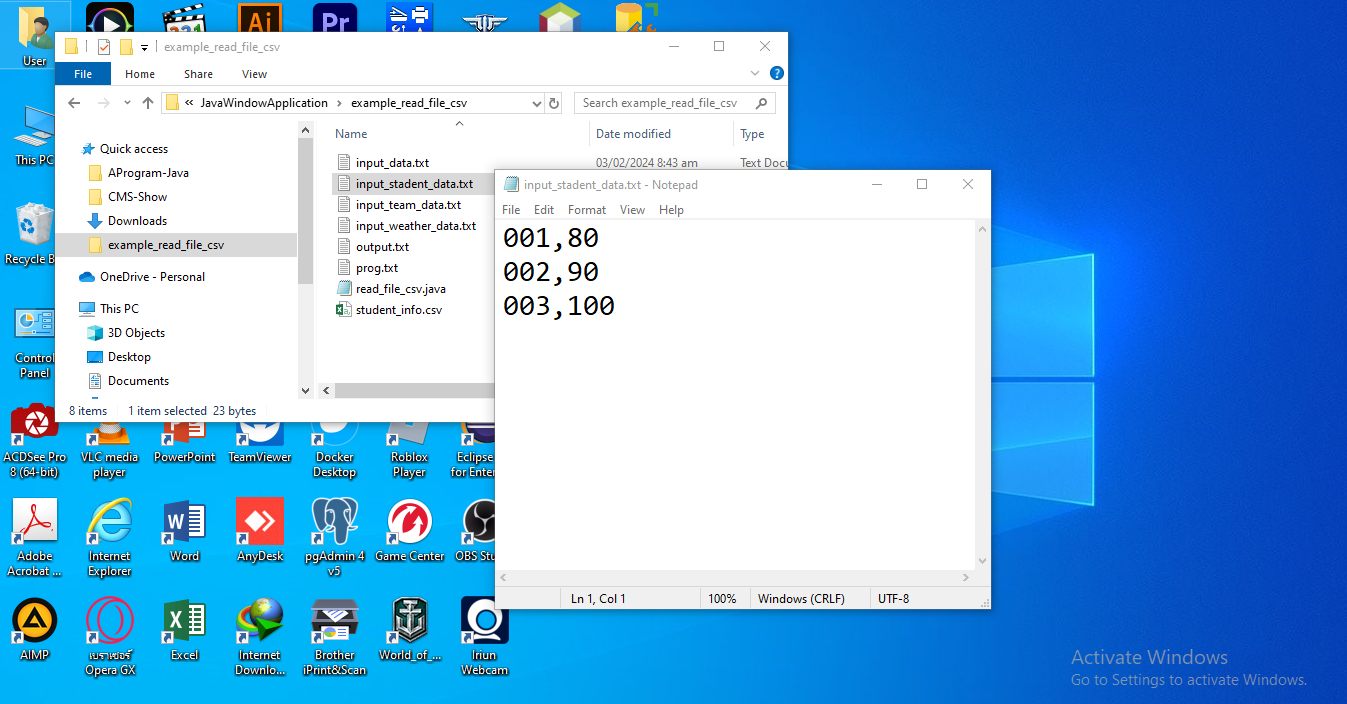 User
Ai
Pr
example_read_file_csv
File
Home
Share
View
« JavaWindowApplication > example_read_file_csv
Search example_read_file_csv
This PC
Recycle B
Control
Panel
Quick access
AProgram-Java
CMS-Show
Downloads
example_read_file_csv
OneDrive - Personal
This PC
3D Objects
Desktop
Documents
Name
Date modified
Type
input_data.txt
03/02/2024 8:43 am
Text Docu
input_stadent_data.txt
input_team_data.txt
input_weather_data.txt
output.txt
prog.txt
read_file_csv.java
student_info.csv
8 items
1 item selected 23 bytes
input_stadent_data.txt - Notepad
File Edit Format View Help
001,80
002,90
003,100
Ln 1, Col 1
100%
Windows (CRLF)
UTF-8
ACDSee Pro
8 (64-bit)
VLC media
player
PowerPoint
TeamViewer
Docker
Desktop
Roblox
Player
Eclipse
for Enter
Adobe
Acrobat ...
Internet
Explorer
Word
AnyDesk
pgAdmin 4
v5
Game Center
OBS Stu
AIMP
เบราเซอร์
Opera GX
Excel
Internet
Downlo...
Brother
iPrint&Scan
World_of_...
Iriun
Webcam
Activate Windows
Go to Settings to activate Windows.